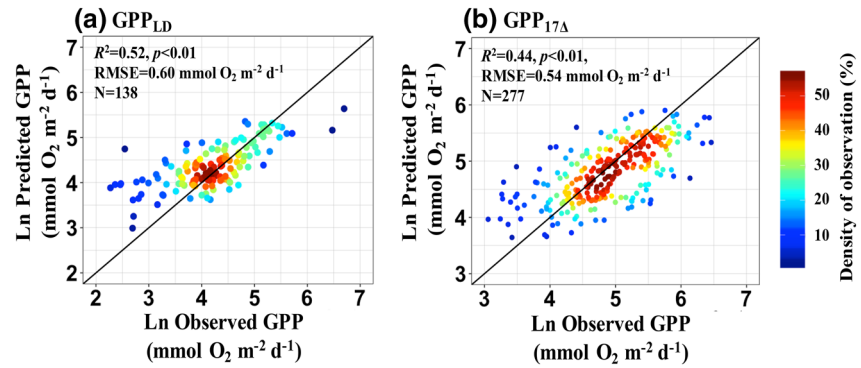 (a) GPP_LD
R²=0.52, p<0.01
RMSE=0.60 mmol O₂ m⁻² d⁻¹
N=138
Ln Predicted GPP
(mmol O₂ m⁻² d⁻¹)
7
6
5
4
3
2
2 3 4 5 6 7
Ln Observed GPP
(mmol O₂ m⁻² d⁻¹)
(b) GPP₁₇Δ
R²=0.44, p<0.01,
RMSE=0.54 mmol O₂ m⁻² d⁻¹
N=277
Ln Predicted GPP
(mmol O₂ m⁻² d⁻¹)
7
6
5
4
3
3 4 5 6 7
Ln Observed GPP
(mmol O₂ m⁻² d⁻¹)
50
40
30
20
10
Density of observation (%)